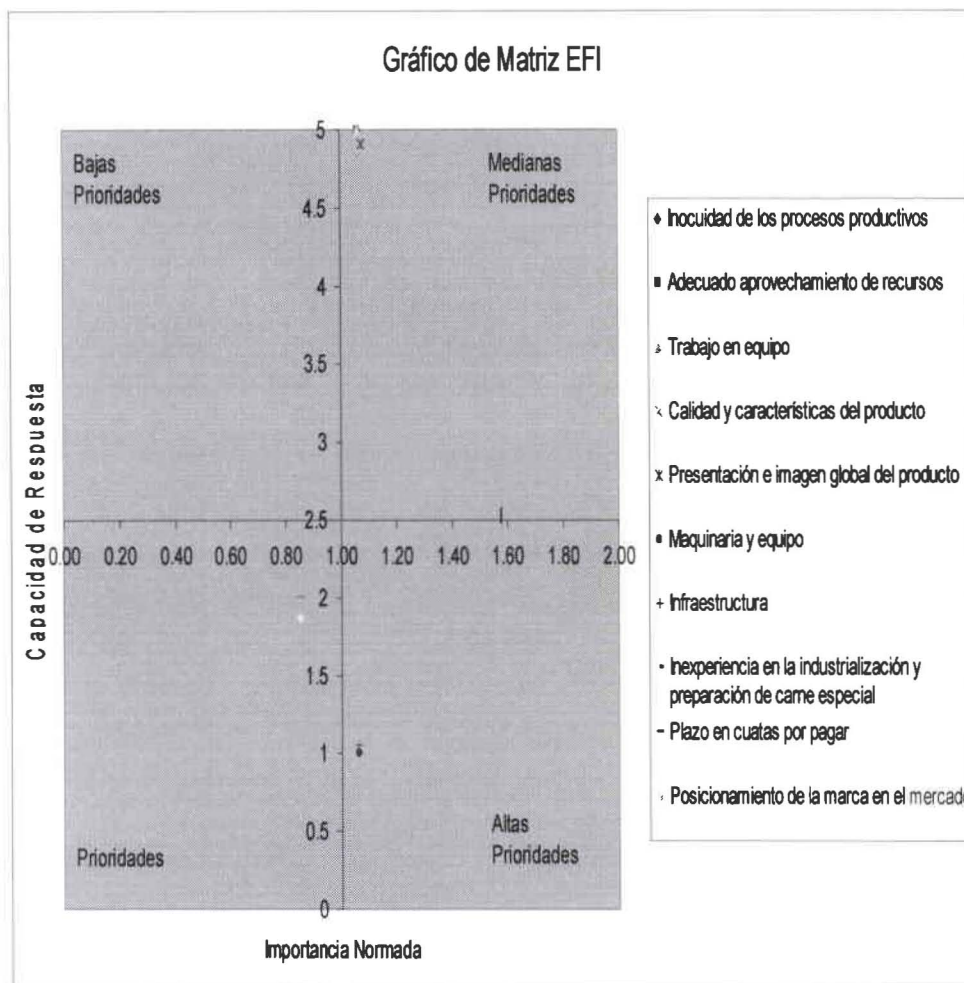 Gráfico de Matriz EFI
Bajas
Prioridades
Medianas
Prioridades
5
4.5
4
3.5
3
2.5
2
1.5
1
0.5
0
0.00 0.20 0.40 0.60 0.80 1.00 1.20 1.40 1.60 1.80 2.00
Prioridades
Altas
Prioridades
Capacidad de Respuesta
Importancia Normada
Inocuidad de los procesos productivos
Adecuado aprovechamiento de recursos
Trabajo en equipo
Calidad y características del producto
Presentación e imagen global del producto
Maquinaria y equipo
Infraestructura
Inexperiencia en la industrialización y
preparación de carne especial
Plazo en cuatas por pagar
Posicionamiento de la marca en el mercado